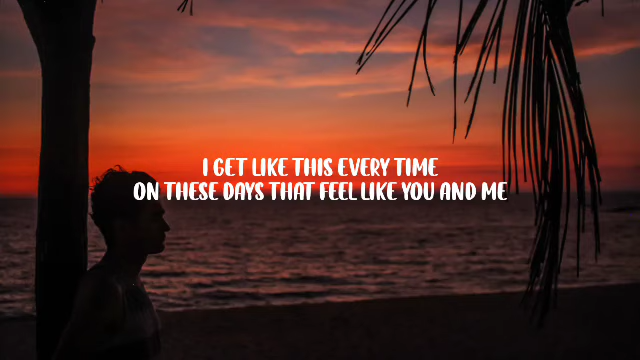 I GET LIKE THIS EVERY TIME
ON THESE DAYS THAT FEEL LIKE YOU AND ME